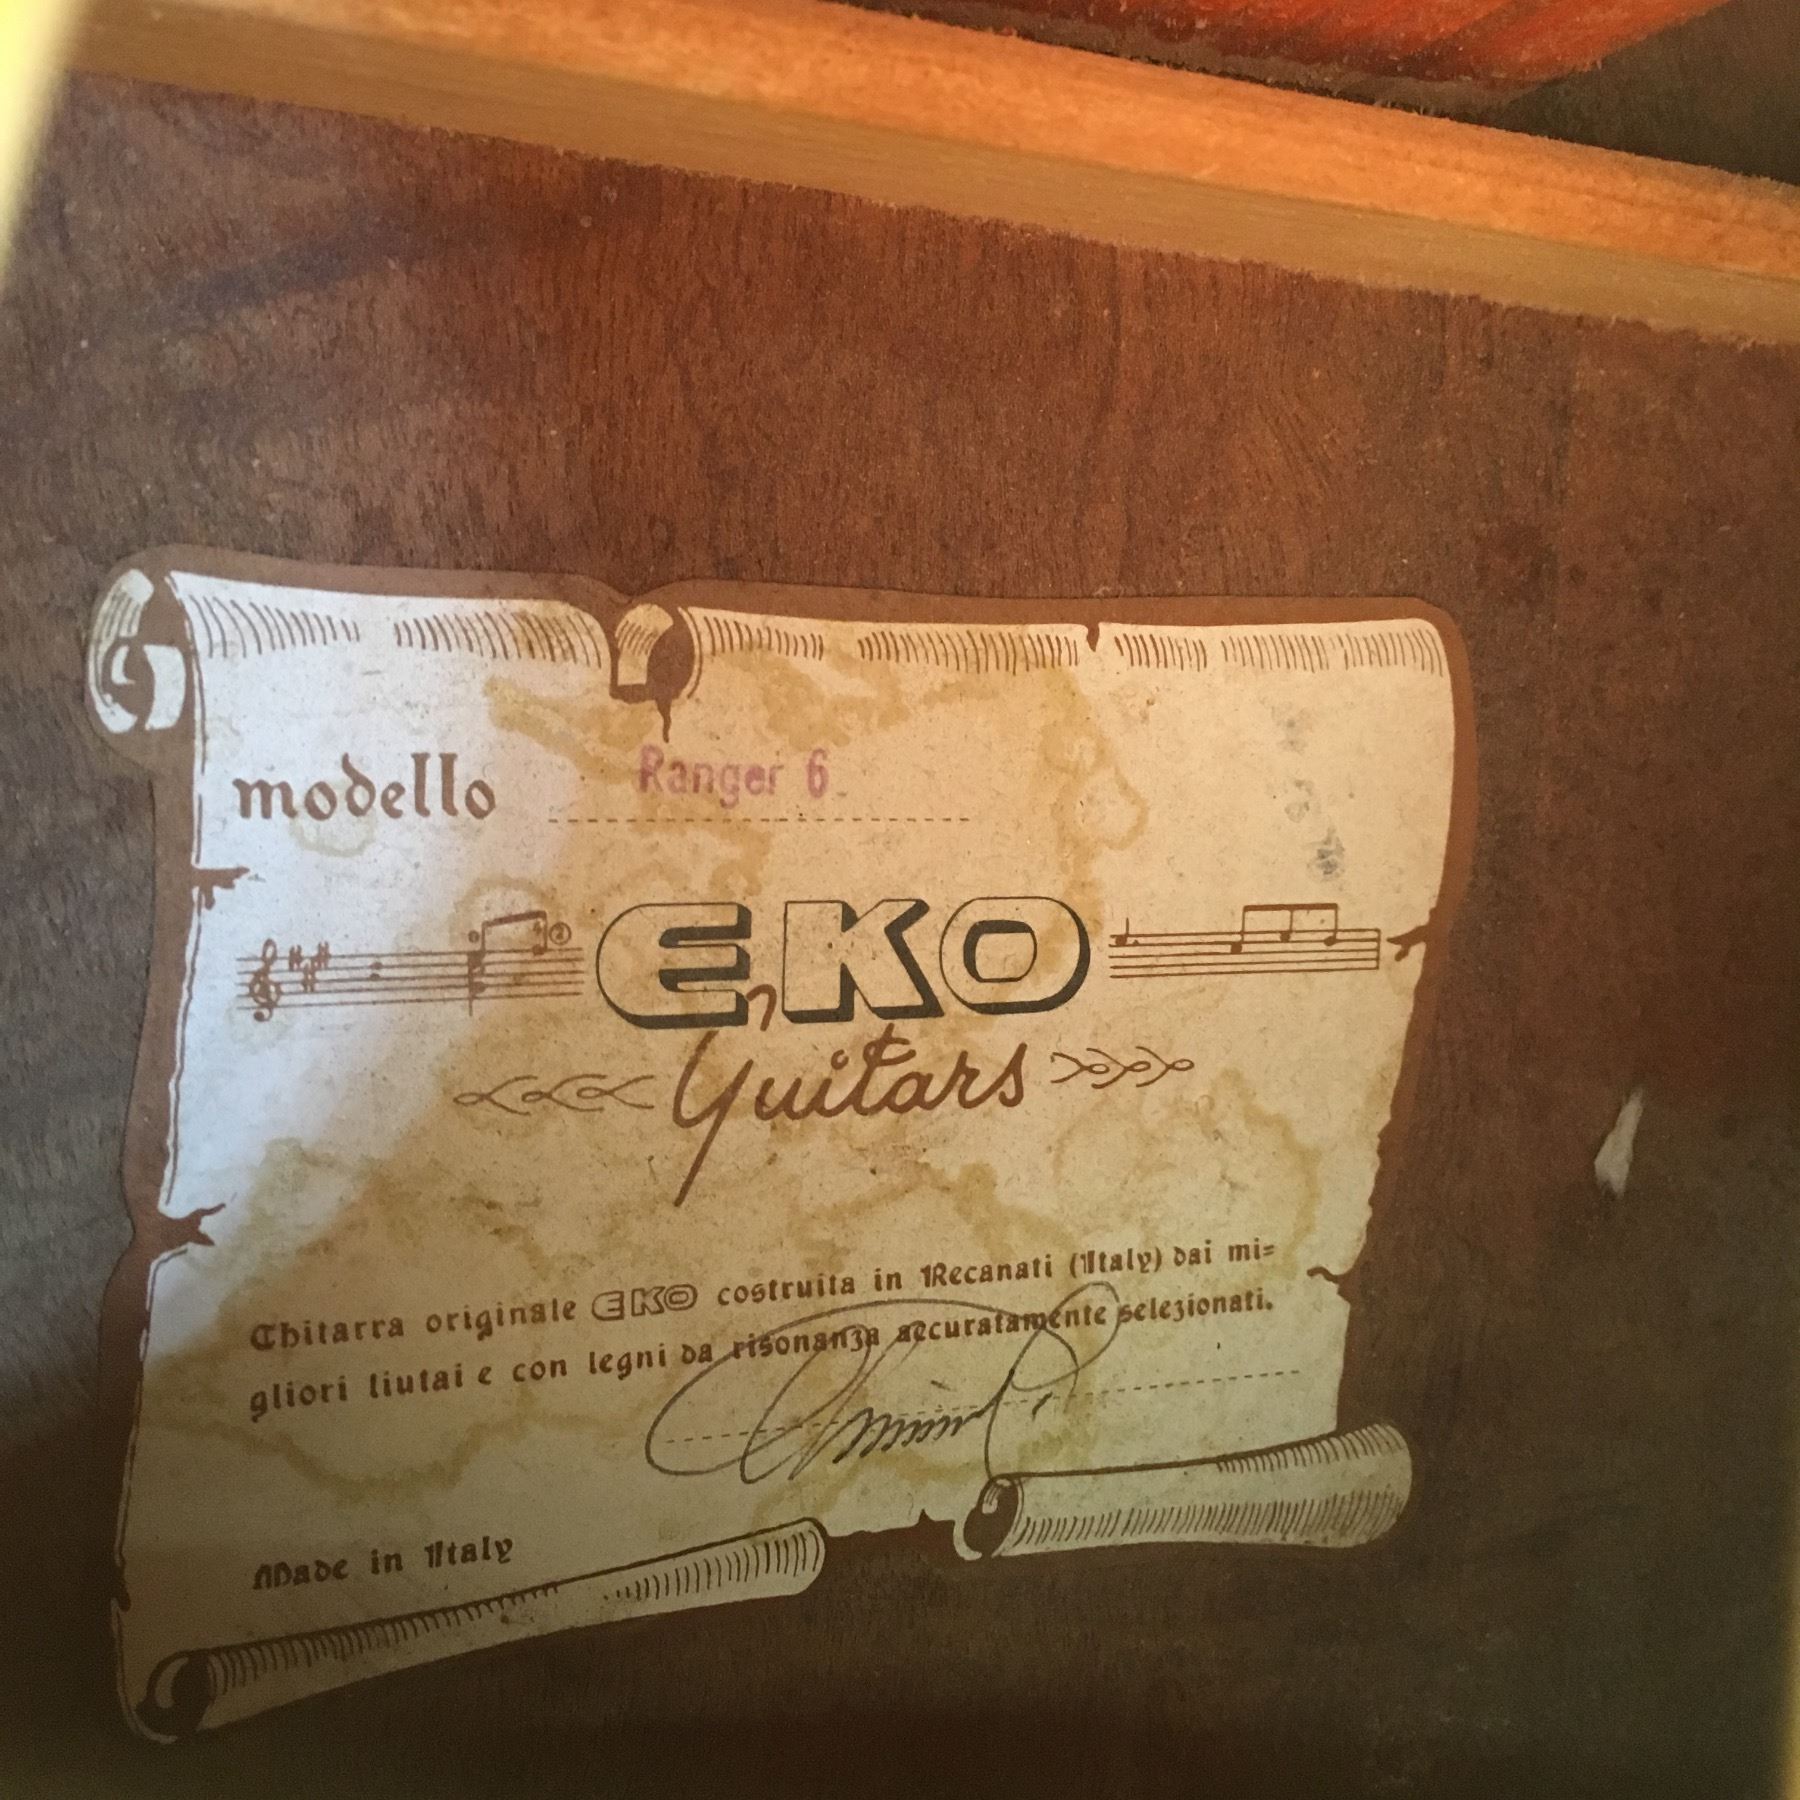 modello Ranger 6
EKO
Guitars
Chitarra originale EKO costruita in Recanati (Italy) dai mi=
gliori liutai e con legni da risonanza accuratamente selezionati.
Made in Italy